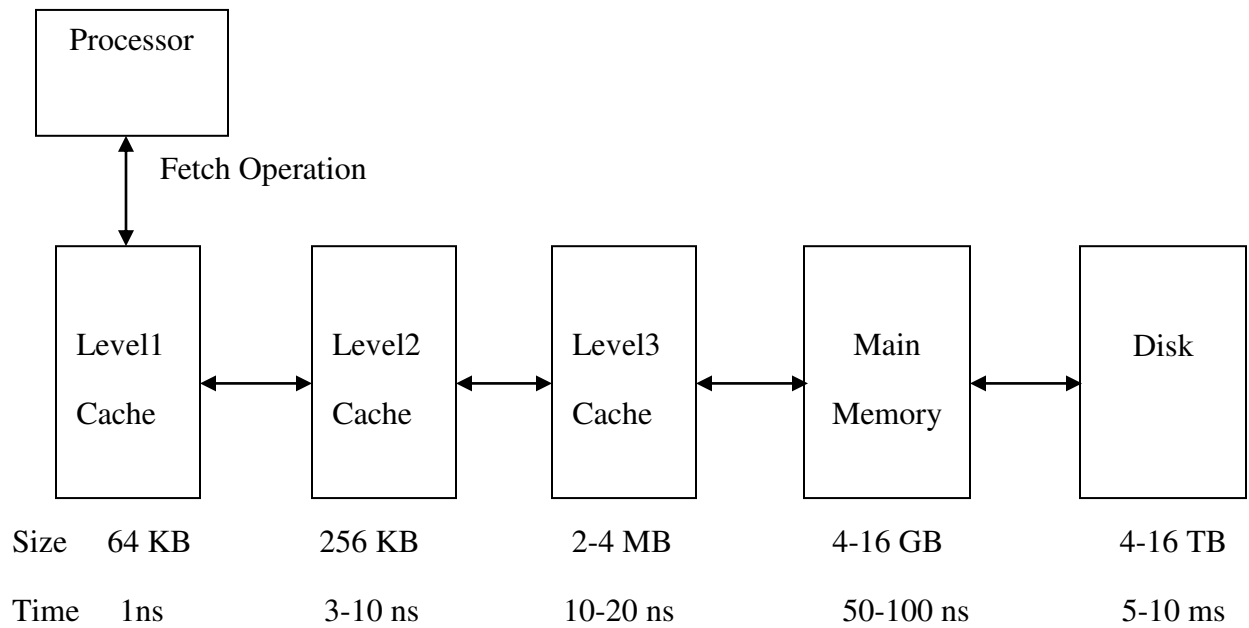 Processor
Fetch Operation
Level1
Cache
Level2
Cache
Level3
Cache
Main
Memory
Disk
Size 64 KB 256 KB 2-4 MB 4-16 GB 4-16 TB
Time 1ns 3-10 ns 10-20 ns 50-100 ns 5-10 ms